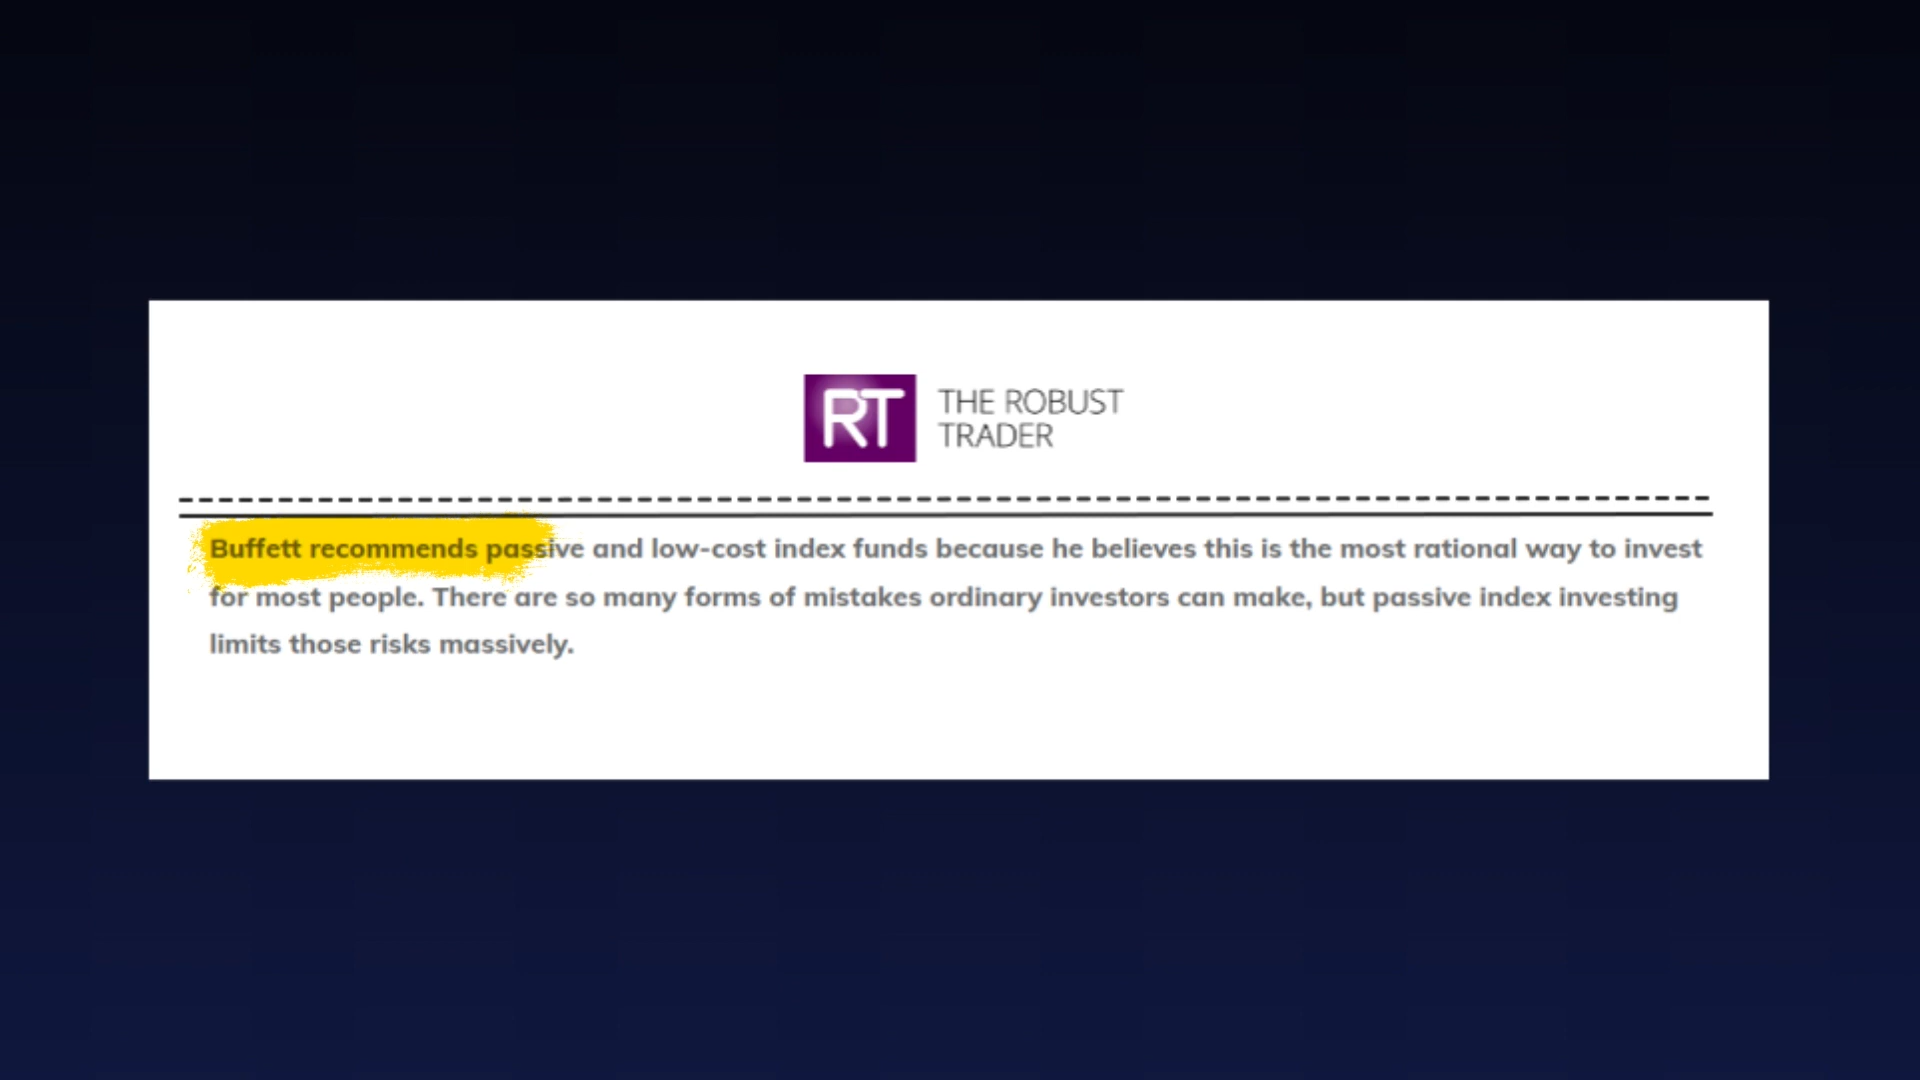 RT THE ROBUST
TRADER
Buffett recommends passive and low-cost index funds because he believes this is the most rational way to invest
for most people. There are so many forms of mistakes ordinary investors can make, but passive index investing
limits those risks massively.